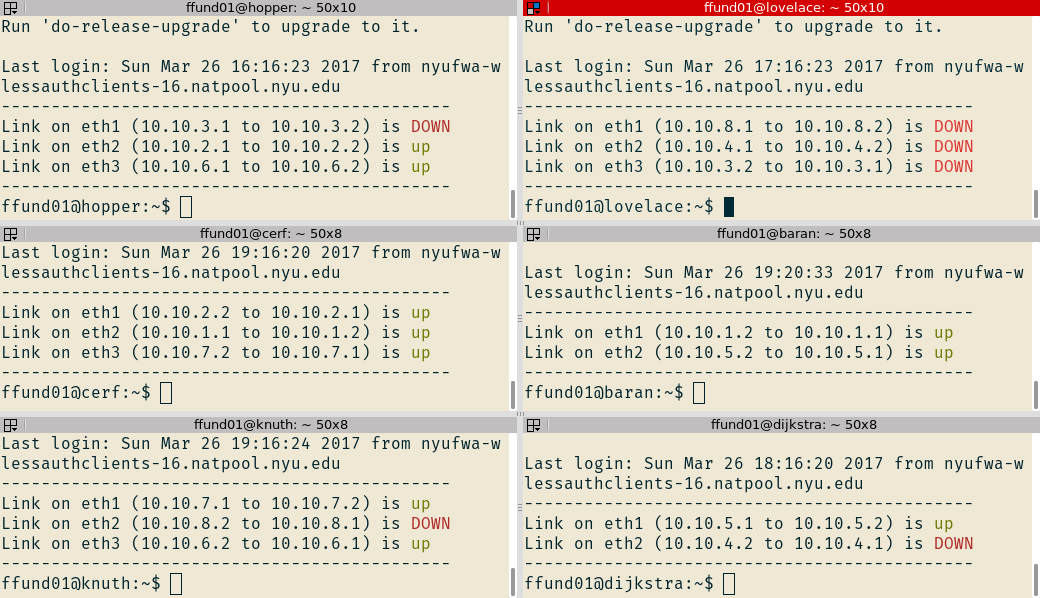 ffund01@hopper: ~ 50x10
Run 'do-release-upgrade' to upgrade to it.
Last login: Sun Mar 26 16:16:23 2017 from nyufwa-w
lessauthclients-16.natpool.nyu.edu
---------------------------------------------
Link on eth1 (10.10.3.1 to 10.10.3.2) is DOWN
Link on eth2 (10.10.2.1 to 10.10.2.2) is up
Link on eth3 (10.10.6.1 to 10.10.6.2) is up
---------------------------------------------
ffund01@hopper:~$
ffund01@lovelace: ~ 50x10
Run 'do-release-upgrade' to upgrade to it.
Last login: Sun Mar 26 17:16:23 2017 from nyufwa-w
lessauthclients-16.natpool.nyu.edu
---------------------------------------------
Link on eth1 (10.10.8.1 to 10.10.8.2) is DOWN
Link on eth2 (10.10.4.1 to 10.10.4.2) is DOWN
Link on eth3 (10.10.3.2 to 10.10.3.1) is DOWN
---------------------------------------------
ffund01@lovelace:~$
ffund01@cerf: ~ 50x8
Last login: Sun Mar 26 19:16:20 2017 from nyufwa-w
lessauthclients-16.natpool.nyu.edu
---------------------------------------------
Link on eth1 (10.10.2.2 to 10.10.2.1) is up
Link on eth2 (10.10.1.1 to 10.10.1.2) is up
Link on eth3 (10.10.7.2 to 10.10.7.1) is up
---------------------------------------------
ffund01@cerf:~$
ffund01@baran: ~ 50x8
Last login: Sun Mar 26 19:20:33 2017 from nyufwa-w
lessauthclients-16.natpool.nyu.edu
---------------------------------------------
Link on eth1 (10.10.1.2 to 10.10.1.1) is up
Link on eth2 (10.10.5.2 to 10.10.5.1) is up
---------------------------------------------
ffund01@baran:~$
ffund01@knuth: ~ 50x8
Last login: Sun Mar 26 19:16:24 2017 from nyufwa-w
lessauthclients-16.natpool.nyu.edu
---------------------------------------------
Link on eth1 (10.10.7.1 to 10.10.7.2) is up
Link on eth2 (10.10.8.2 to 10.10.8.1) is DOWN
Link on eth3 (10.10.6.2 to 10.10.6.1) is up
---------------------------------------------
ffund01@knuth:~$
ffund01@dijkstra: ~ 50x8
Last login: Sun Mar 26 18:16:20 2017 from nyufwa-w
lessauthclients-16.natpool.nyu.edu
---------------------------------------------
Link on eth1 (10.10.5.1 to 10.10.5.2) is up
Link on eth2 (10.10.4.2 to 10.10.4.1) is DOWN
---------------------------------------------
ffund01@dijkstra:~$